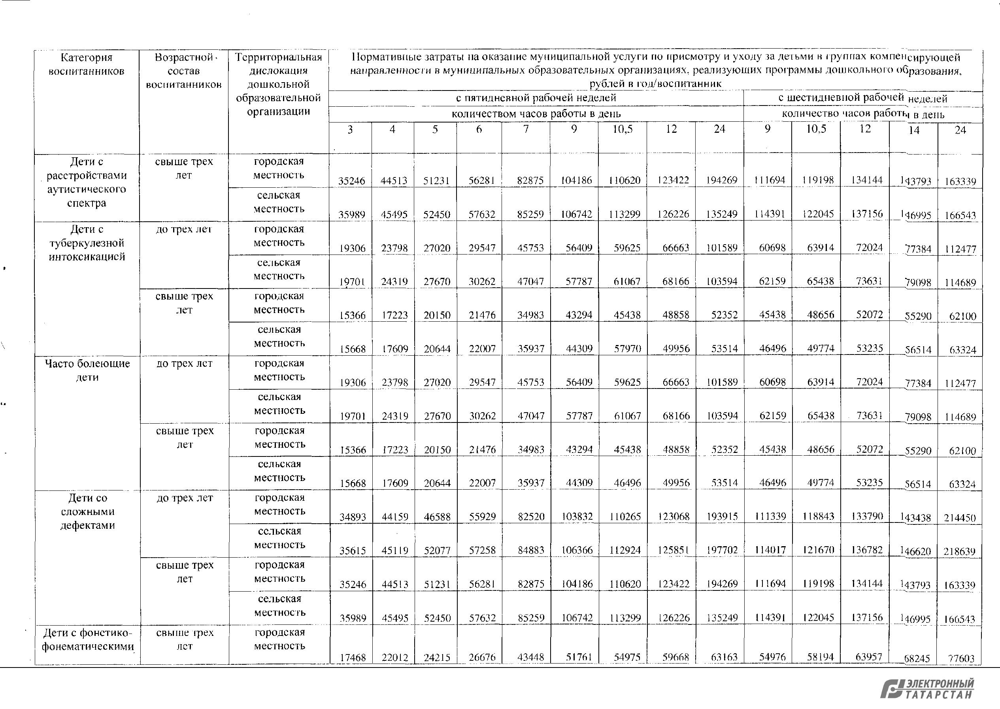 Категория воспитанников
Возрастной состав воспитанников
Территориальная дислокация дошкольной образовательной организации
Нормативные затраты на оказание муниципальной услуги по присмотру и уходу за детьми в группах компенсирующей
направленности в муниципальных образовательных организациях, реализующих программы дошкольного образования,
рублей в год/воспитанник
с пятидневной рабочей неделей
с шестидневной рабочей неделей
количеством часов работы в день
количество часов работы в день
3 4 5 6 7 9 10,5 12 24 9 10,5 12 14 24
Дети с расстройствами аутистического спектра
свыше трех лет
городская местность
35246 44513 51231 56281 82875 104186 110620 123422 194269 111694 119198 134144 143793 163339
сельская местность
35989 45495 52450 57632 85259 106742 113299 126226 135249 114391 122045 137156 146995 166543
Дети с туберкулезной интоксикацией
до трех лет
городская местность
19306 23798 27020 29547 45753 56409 59625 66663 101589 60698 63914 72024 77384 112477
сельская местность
19701 24319 27670 30262 47047 57787 61067 68166 103594 62159 65438 73631 79098 114689
свыше трех лет
городская местность
15366 17223 20150 21476 34983 43294 45438 48858 52352 45438 48656 52072 55290 62100
сельская местность
15668 17609 20644 22007 35937 44309 57970 49956 53514 46496 49774 53235 56514 63324
Часто болеющие дети
до трех лет
городская местность
19306 23798 27020 29547 45753 56409 59625 66663 101589 60698 63914 72024 77384 112477
сельская местность
19701 24319 27670 30262 47047 57787 61067 68166 103594 62159 65438 73631 79098 114689
свыше трех лет
городская местность
15366 17223 20150 21476 34983 43294 45438 48858 52352 45438 48656 52072 55290 62100
сельская местность
15668 17609 20644 22007 35937 44309 46496 49956 53514 46496 49774 53235 56514 63324
Дети со сложными дефектами
до трех лет
городская местность
34893 44159 46588 55929 82520 103832 110265 123068 193915 111339 118843 133790 143438 214450
сельская местность
35615 45119 52077 57258 84883 106366 112924 125851 197702 114017 121670 136782 146620 218639
свыше трех лет
городская местность
35246 44513 51231 56281 82875 104186 110620 123422 194269 111694 119198 134144 143793 163339
сельская местность
35989 45495 52450 57632 85259 106742 113299 126226 135249 114391 122045 137156 146995 166543
Дети с фонетико-
фонематическими
свыше трех лет
городская местность
17468 22012 24215 26676 43448 51761 54975 59668 63163 54976 58194 63957 68245 77603
ЭЛЕКТРОННЫЙ
ТАТАРСТАН